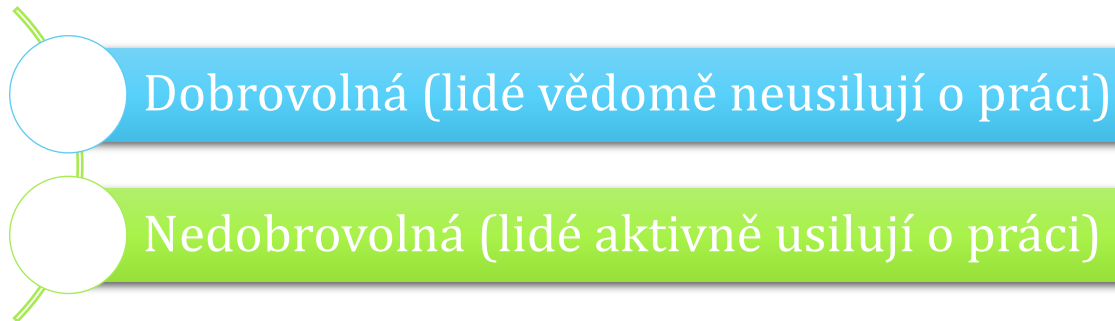 Dobrovolná (lidé vědomě neusilují o práci)
Nedobrovolná (lidé aktivně usilují o práci)